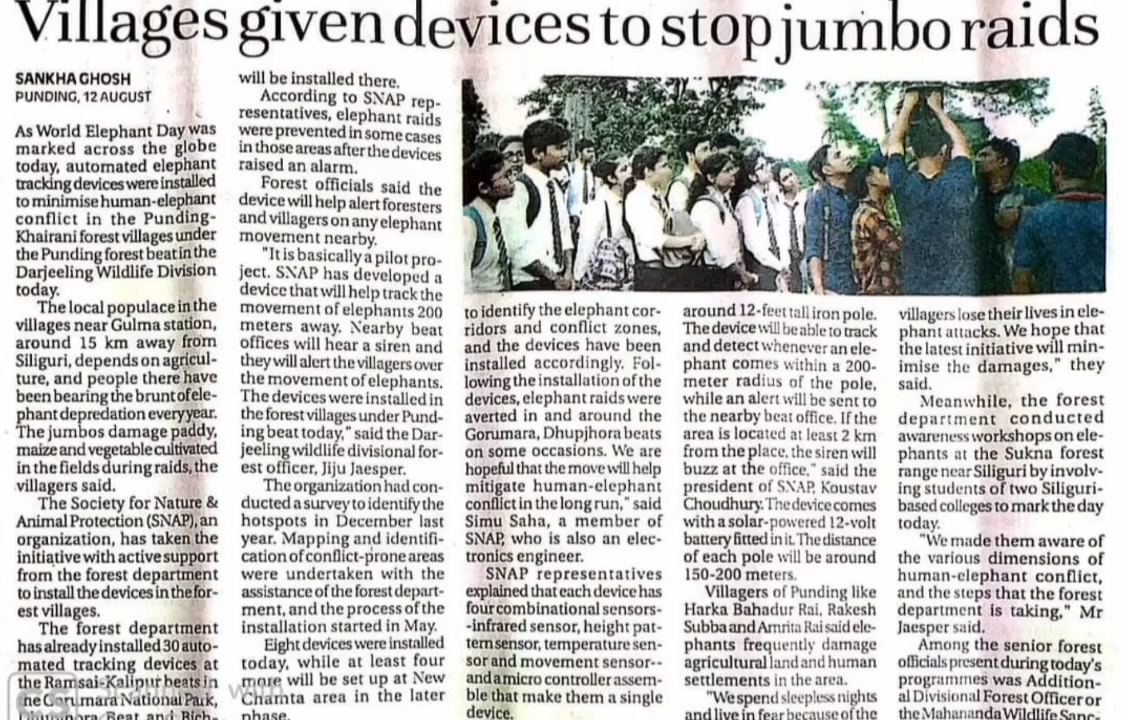 Villages given devices to stop jumbo raids
SANKHA GHOSH
PUNDING, 12 AUGUST
As World Elephant Day was
marked across the globe
today, automated elephant
tracking devices were installed
to minimise human-elephant
conflict in the Punding-
Khairani forest villages under
the Punding forest beat in the
Darjeeling Wildlife Division
today.
The local populace in the
villages near Gulma station,
around 15 km away from
Siliguri, depends on agricul-
ture, and people there have
been bearing the brunt of ele-
phant depredation every year.
The jumbos damage paddy,
maize and vegetable cultivated
in the fields during raids, the
villagers said.
The Society for Nature &
Animal Protection (SNAP), an
organization, has taken the
initiative with active support
from the forest department
to install the devices in the for-
est villages.
The forest department
has already installed 30 auto-
mated tracking devices at
the Ramsai-Kalipur beats in
the Gorumara National Park,
Beat and Rich-
will be installed there.
According to SNAP rep-
resentatives, elephant raids
were prevented in some cases
in those areas after the devices
raised an alarm.
Forest officials said the
device will help alert foresters
and villagers on any elephant
movement nearby.
"It is basically a pilot pro-
ject. SNAP has developed a
device that will help track the
movement of elephants 200
meters away. Nearby beat
offices will hear a siren and
they will alert the villagers over
the movement of elephants.
The devices were installed in
the forest villages under Pund-
ing beat today," said the Dar-
jeeling wildlife divisional for-
est officer, Jiju Jaesper.
The organization had con-
ducted a survey to identify the
hotspots in December last
year. Mapping and identifi-
cation of conflict-prone areas
were undertaken with the
assistance of the forest depart-
ment, and the process of the
installation started in May.
Eight devices were installed
today, while at least four
more will be set up at New
Chamta area in the later
phase.
to identify the elephant cor-
ridors and conflict zones,
and the devices have been
installed accordingly. Fol-
lowing the installation of the
devices, elephant raids were
averted in and around the
Gorumara, Dhupjhora beats
on some occasions. We are
hopeful that the move will help
mitigate human-elephant
conflict in the long run," said
Simu Saha, a member of
SNAP, who is also an elec-
tronics engineer.
SNAP representatives
explained that each device has
four combinational sensors-
-infrared sensor, height pat-
tern sensor, temperature sen-
sor and movement sensor--
and a micro controller assem-
ble that make them a single
device.
around 12-feet tall iron pole.
The device will be able to track
and detect whenever an ele-
phant comes within a 200-
meter radius of the pole,
while an alert will be sent to
the nearby beat office. If the
area is located at least 2 km
from the place, the siren will
buzz at the office," said the
president of SNAP, Koustav
Choudhury. The device comes
with a solar-powered 12-volt
battery fitted in it. The distance
of each pole will be around
150-200 meters.
Villagers of Punding like
Harka Bahadur Rai, Rakesh
Subba and Amrita Rai said ele-
phants frequently damage
agricultural land and human
settlements in the area.
"We spend sleepless nights
and live in fear because of the
villagers lose their lives in ele-
phant attacks. We hope that
the latest initiative will min-
imise the damages," they
said.
Meanwhile, the forest
department conducted
awareness workshops on ele-
phants at the Sukna forest
range near Siliguri by involv-
ing students of two Siliguri-
based colleges to mark the day
today.
"We made them aware of
the various dimensions of
human-elephant conflict,
and the steps that the forest
department is taking," Mr
Jaesper said.
Among the senior forest
officials present during today's
programmes was Addition-
al Divisional Forest Officer or
the Mahananda Wildlife Sanc-
CS